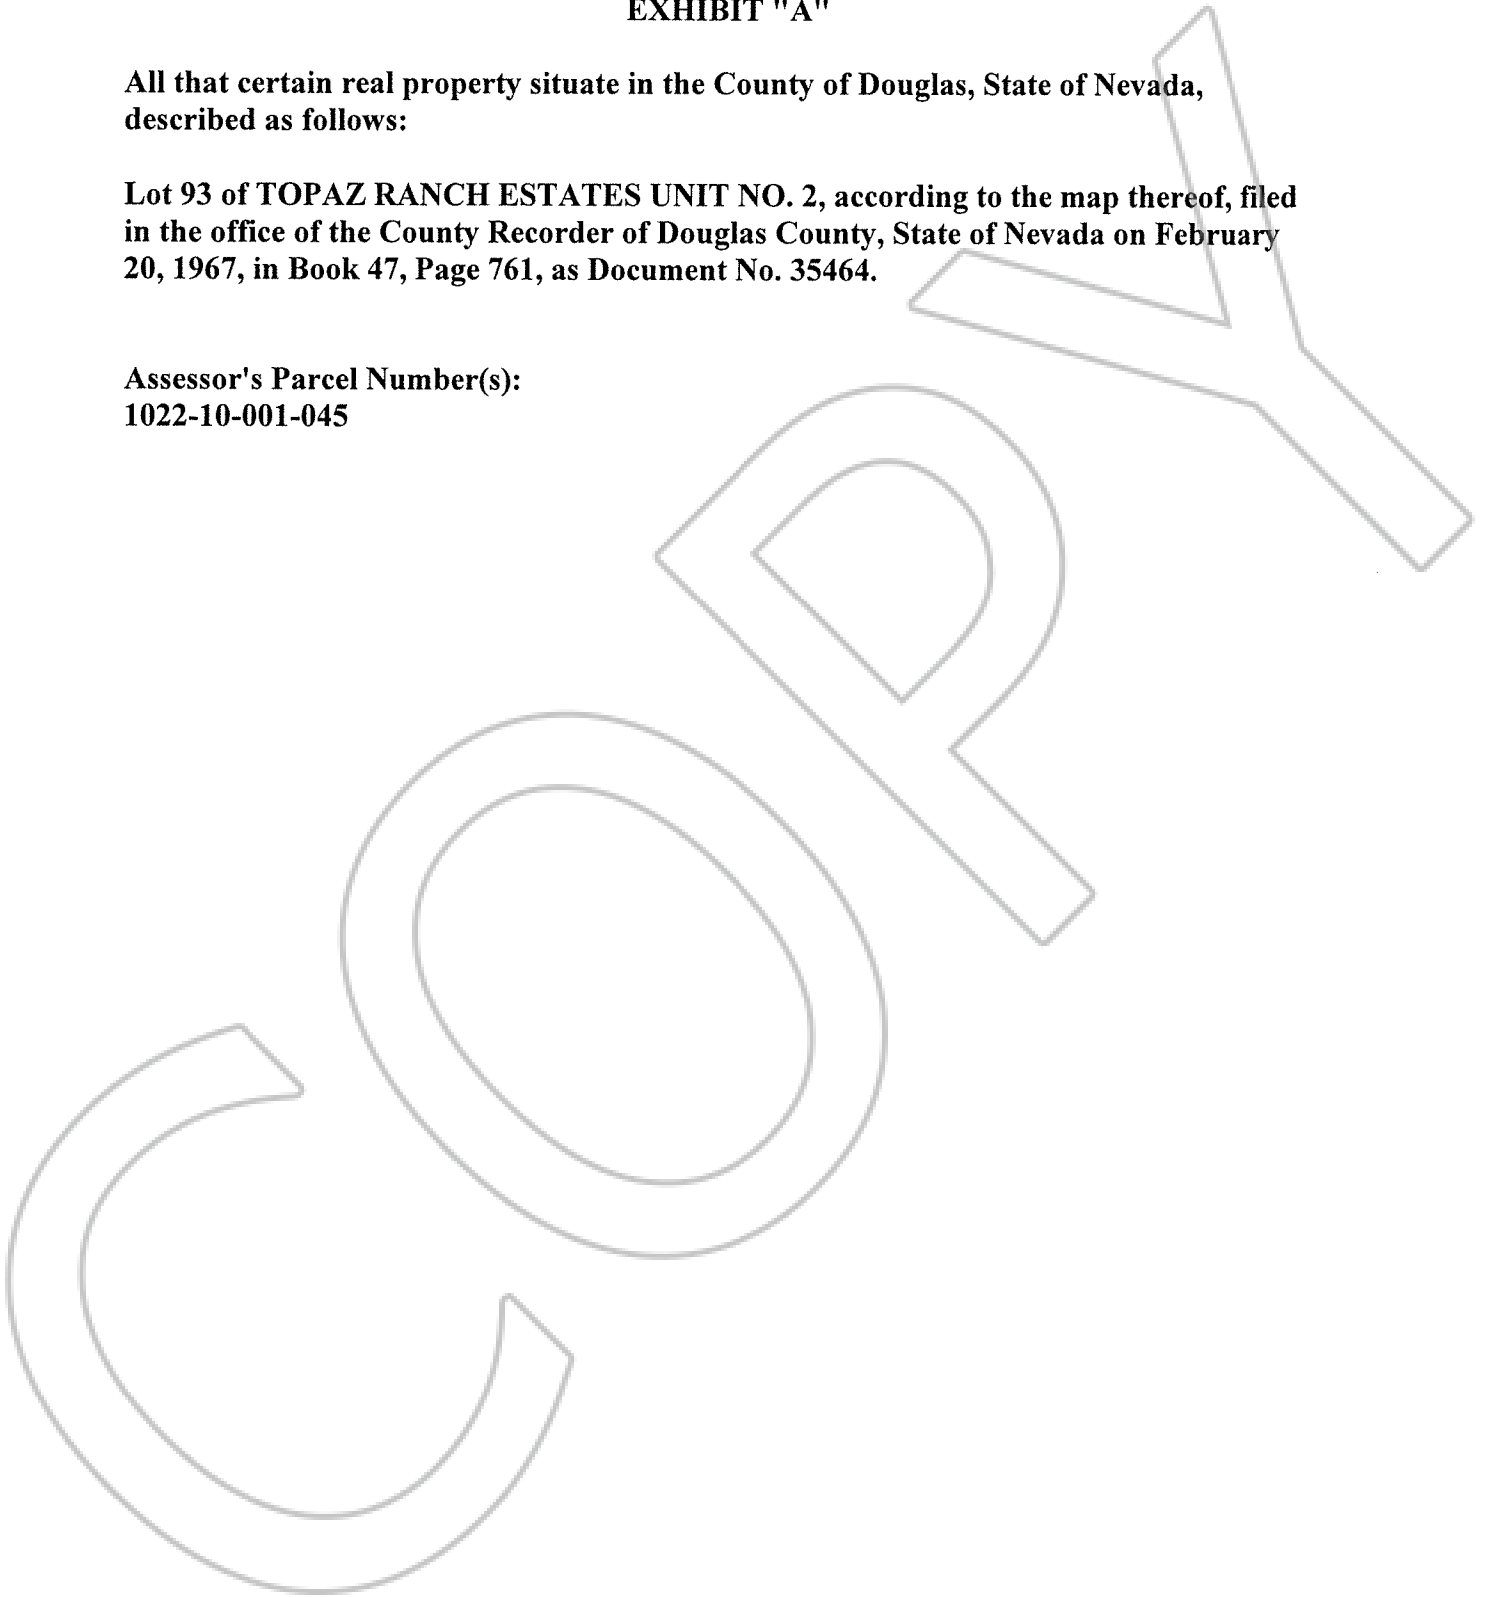 EXHIBIT "A"
All that certain real property situate in the County of Douglas, State of Nevada,
described as follows:
Lot 93 of TOPAZ RANCH ESTATES UNIT NO. 2, according to the map thereof, filed
in the office of the County Recorder of Douglas County, State of Nevada on February
20, 1967, in Book 47, Page 761, as Document No. 35464.
Assessor's Parcel Number(s):
1022-10-001-045
COPY